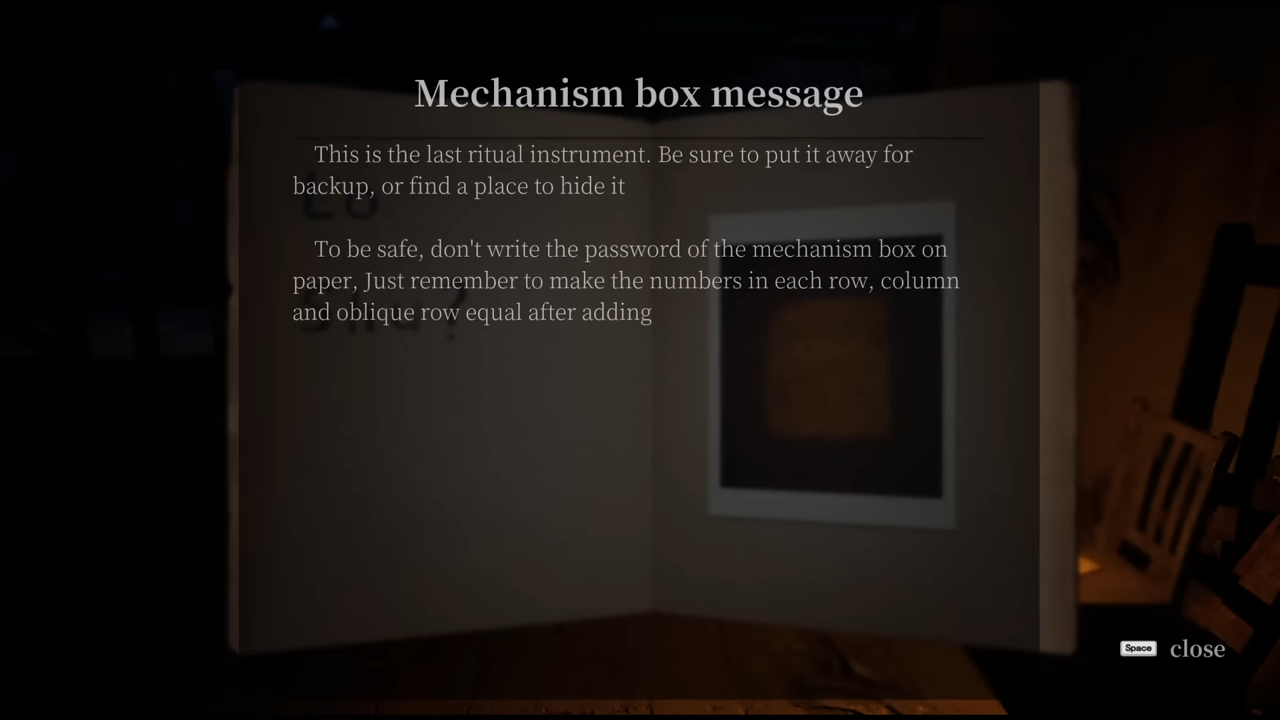 Mechanism box message
This is the last ritual instrument. Be sure to put it away for
backup, or find a place to hide it
To be safe, don't write the password of the mechanism box on
paper, Just remember to make the numbers in each row, column
and oblique row equal after adding
Lo
Shu?
Space close